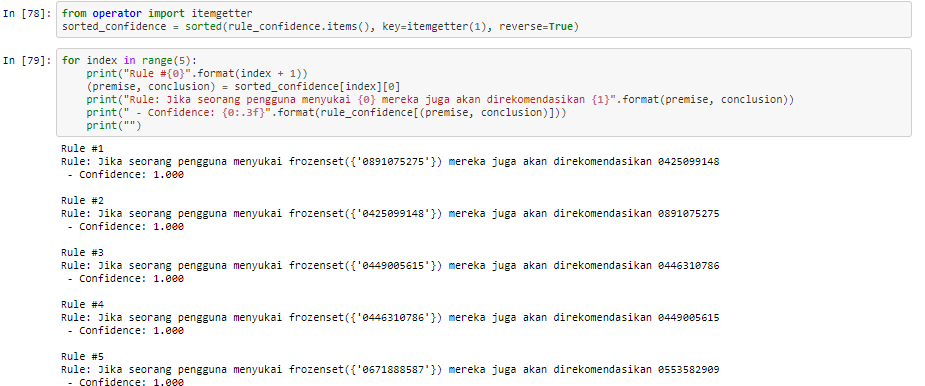 In [78]: from operator import itemgetter
sorted_confidence = sorted(rule_confidence.items(), key=itemgetter(1), reverse=True)
In [79]: for index in range(5):
    print("Rule #{0}".format(index + 1))
    (premise, conclusion) = sorted_confidence[index][0]
    print("Rule: Jika seorang pengguna menyukai {0} mereka juga akan direkomendasikan {1}".format(premise, conclusion))
    print(" - Confidence: {0:.3f}".format(rule_confidence[(premise, conclusion)]))
    print("")
Rule #1
Rule: Jika seorang pengguna menyukai frozenset({'0891075275'}) mereka juga akan direkomendasikan 0425099148
 - Confidence: 1.000
Rule #2
Rule: Jika seorang pengguna menyukai frozenset({'0425099148'}) mereka juga akan direkomendasikan 0891075275
 - Confidence: 1.000
Rule #3
Rule: Jika seorang pengguna menyukai frozenset({'0449005615'}) mereka juga akan direkomendasikan 0446310786
 - Confidence: 1.000
Rule #4
Rule: Jika seorang pengguna menyukai frozenset({'0446310786'}) mereka juga akan direkomendasikan 0449005615
 - Confidence: 1.000
Rule #5
Rule: Jika seorang pengguna menyukai frozenset({'0671888587'}) mereka juga akan direkomendasikan 0553582909
 - Confidence: 1.000